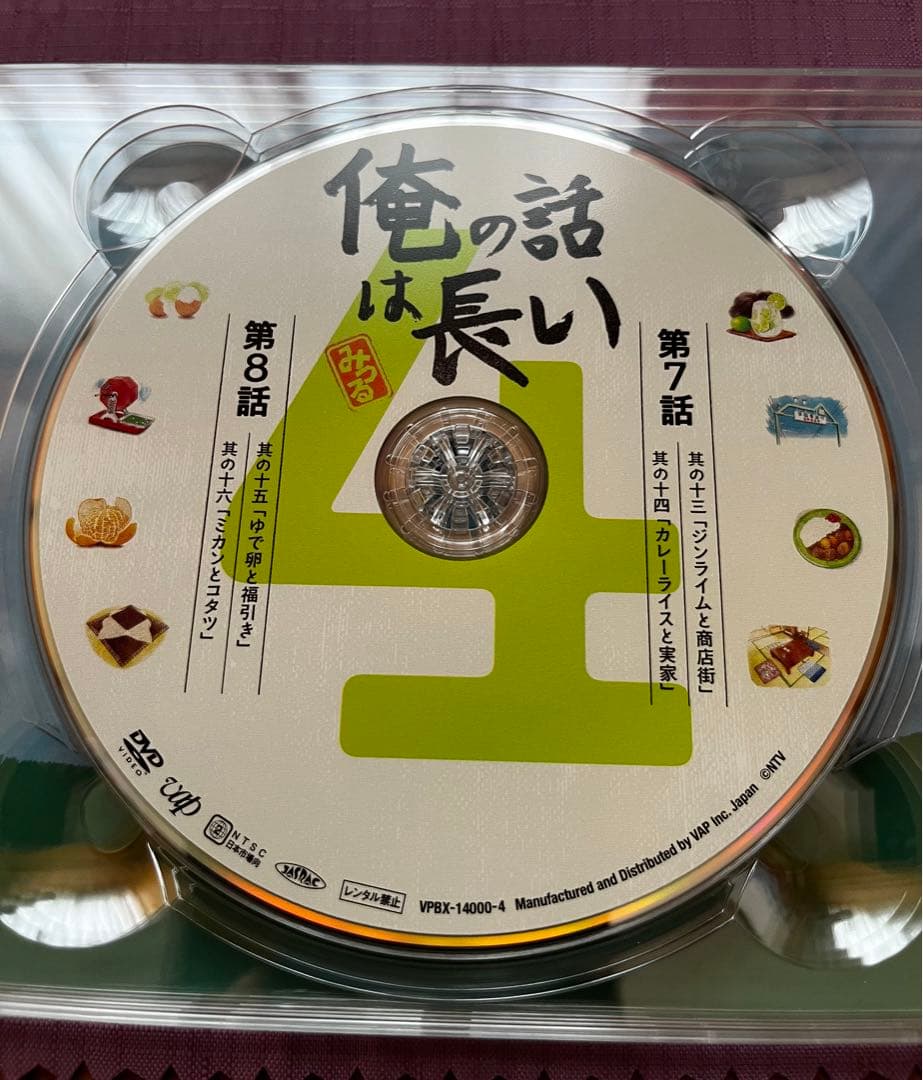 俺の話
は長い
みつる
第7話
其の十三「ジンライムと商店街」
其の十四「カレーライスと実家」
第8話
其の十五「ゆで卵と福引き」
其の十六「ミカンとコタツ」
4
DVD
VIDEO
vap
2
NTSC
日本市場向
JASRAC
レンタル禁止
VPBX-14000-4 Manufactured and Distributed by VAP Inc. Japan ©NTV